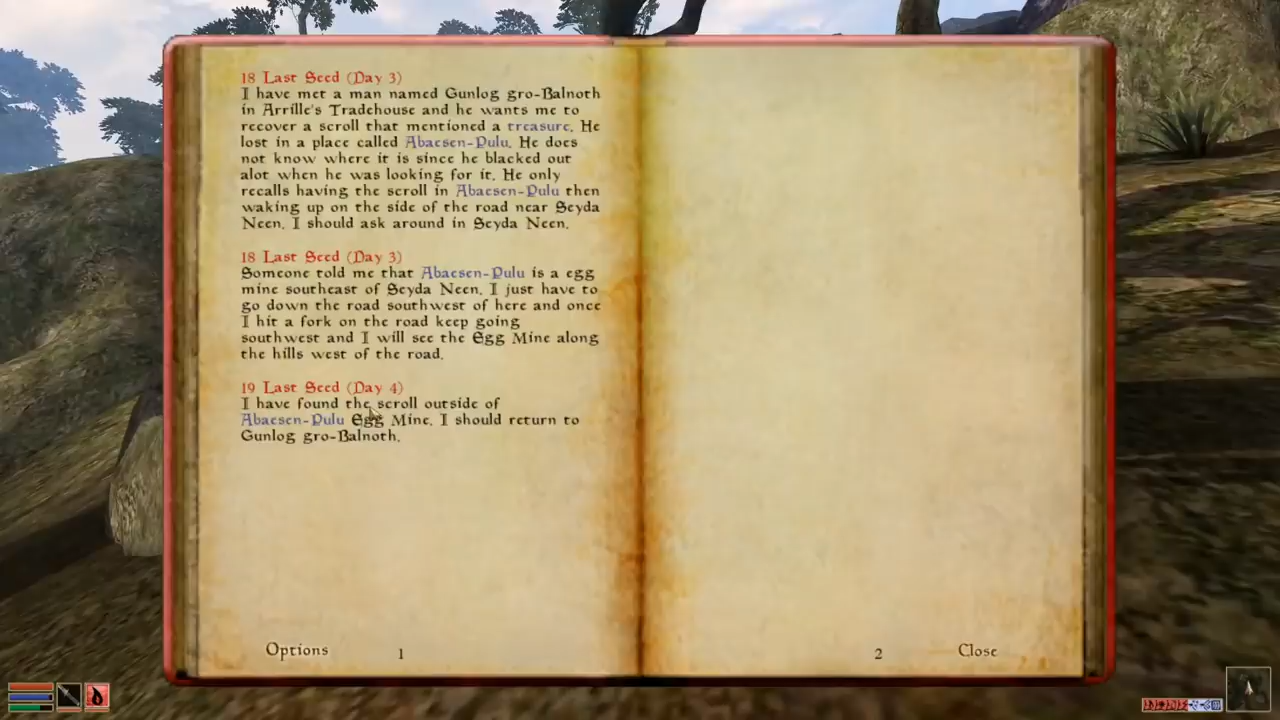 18 Last Seed (Day 3)
I have met a man named Gunlog gro-Balnoth
in Arrille's Tradehouse and he wants me to
recover a scroll that mentioned a treasure. He
lost in a place called Abaesen-Pulu. He does
not know where it is since he blacked out
alot when he was looking for it. He only
recalls having the scroll in Abaesen-Pulu then
waking up on the side of the road near Seyda
Neen. I should ask around in Seyda Neen.
18 Last Seed (Day 3)
Someone told me that Abaesen-Pulu is a egg
mine southeast of Seyda Neen. I just have to
go down the road southwest of here and once
I hit a fork on the road keep going
southwest and I will see the Egg Mine along
the hills west of the road.
19 Last Seed (Day 4)
I have found the scroll outside of
Abaesen-Pulu Egg Mine. I should return to
Gunlog gro-Balnoth.
Options
1
2
Close